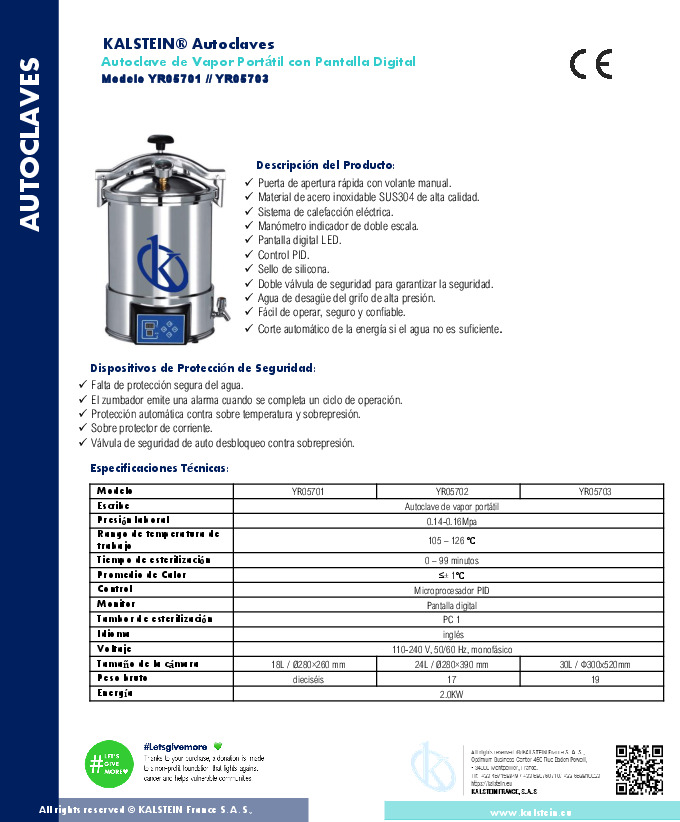 AUTOCLAVES
KALSTEIN® Autoclaves
Autoclave de Vapor Portátil con Pantalla Digital
Modelo YR05701 // YR05703
CE
Descripción del Producto:
✓ Puerta de apertura rápida con volante manual.
✓ Material de acero inoxidable SUS304 de alta calidad.
✓ Sistema de calefacción eléctrica.
✓ Manómetro indicador de doble escala.
✓ Pantalla digital LED.
✓ Control PID.
✓ Sello de silicona.
✓ Doble válvula de seguridad para garantizar la seguridad.
✓ Agua de desagüe del grifo de alta presión.
✓ Fácil de operar, seguro y confiable.
✓ Corte automático de la energía si el agua no es suficiente.
Dispositivos de Protección de Seguridad:
✓ Falta de protección segura del agua.
✓ El zumbador emite una alarma cuando se completa un ciclo de operación.
✓ Protección automática contra sobre temperatura y sobrepresión.
✓ Sobre protector de corriente.
✓ Válvula de seguridad de auto desbloqueo contra sobrepresión.
Especificaciones Técnicas:
Modelo YR05701 YR05702 YR05703
Escribe Autoclave de vapor portátil
Presión laboral 0.14-0.16Mpa
Rango de temperatura de
trabajo 105 – 126 ℃
Tiempo de esterilización 0 – 99 minutos
Promedio de Calor ≤± 1℃
Control Microprocesador PID
Monitor Pantalla digital
Tambor de esterilización PC 1
Idioma inglés
Voltaje 110-240 V, 50/60 Hz, monofásico
Tamaño de la cámara 18L / Ø280×260 mm 24L / Ø280×390 mm 30L / Φ300x520mm
Peso bruto dieciséis 17 19
Energía 2.0KW
#LET'S
GIVE
MORE
#Letsgivemore
Thanks to your purchase, a donation is made
to a non-profit foundation that fights against
cancer and helps vulnerable communities
All rights reserved © KALSTEIN France S. A. S.,
https://kalstein.eu
KALSTEIN FRANCE, S.A.S
All rights reserved © KALSTEIN France S. A. S.,
www.kalstein.eu